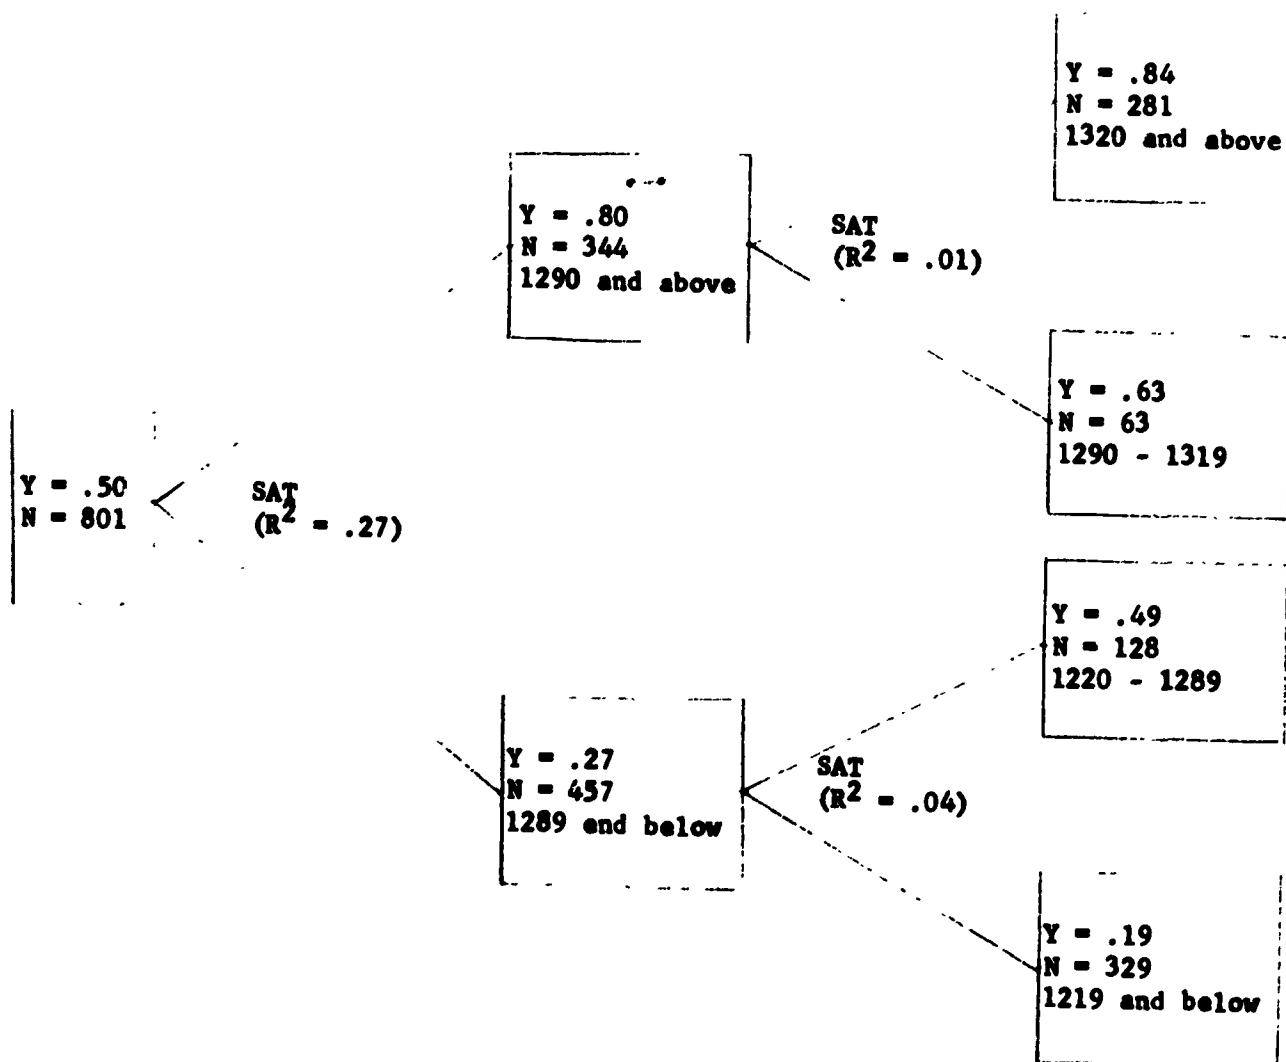 Y = .84
N = 281
1320 and above
Y = .80
N = 344
1290 and above
SAT
(R² = .01)
Y = .63
N = 63
1290 - 1319
Y = .50
N = 801
SAT
(R² = .27)
Y = .49
N = 128
1220 - 1289
Y = .27
N = 457
1289 end below
SAT
(R² = .04)
Y = .19
N = 329
1219 and below